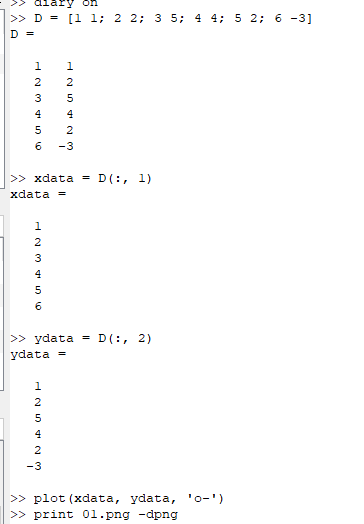 >> diary on
>> D = [1 1; 2 2; 3 5; 4 4; 5 2; 6 -3]
D =
1 1
2 2
3 5
4 4
5 2
6 -3
>> xdata = D(:, 1)
xdata =
1
2
3
4
5
6
>> ydata = D(:, 2)
ydata =
1
2
5
4
2
-3
>> plot(xdata, ydata, 'o-')
>> print 01.png -dpng